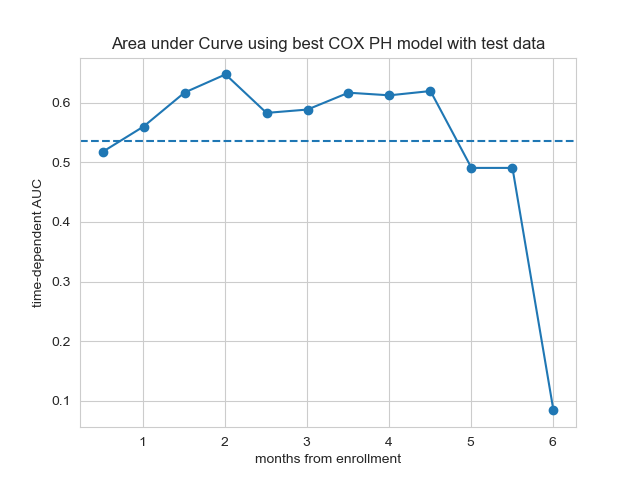 Area under Curve using best COX PH model with test data
time-dependent AUC
0.6
0.5
0.4
0.3
0.2
0.1
1 2 3 4 5 6
months from enrollment